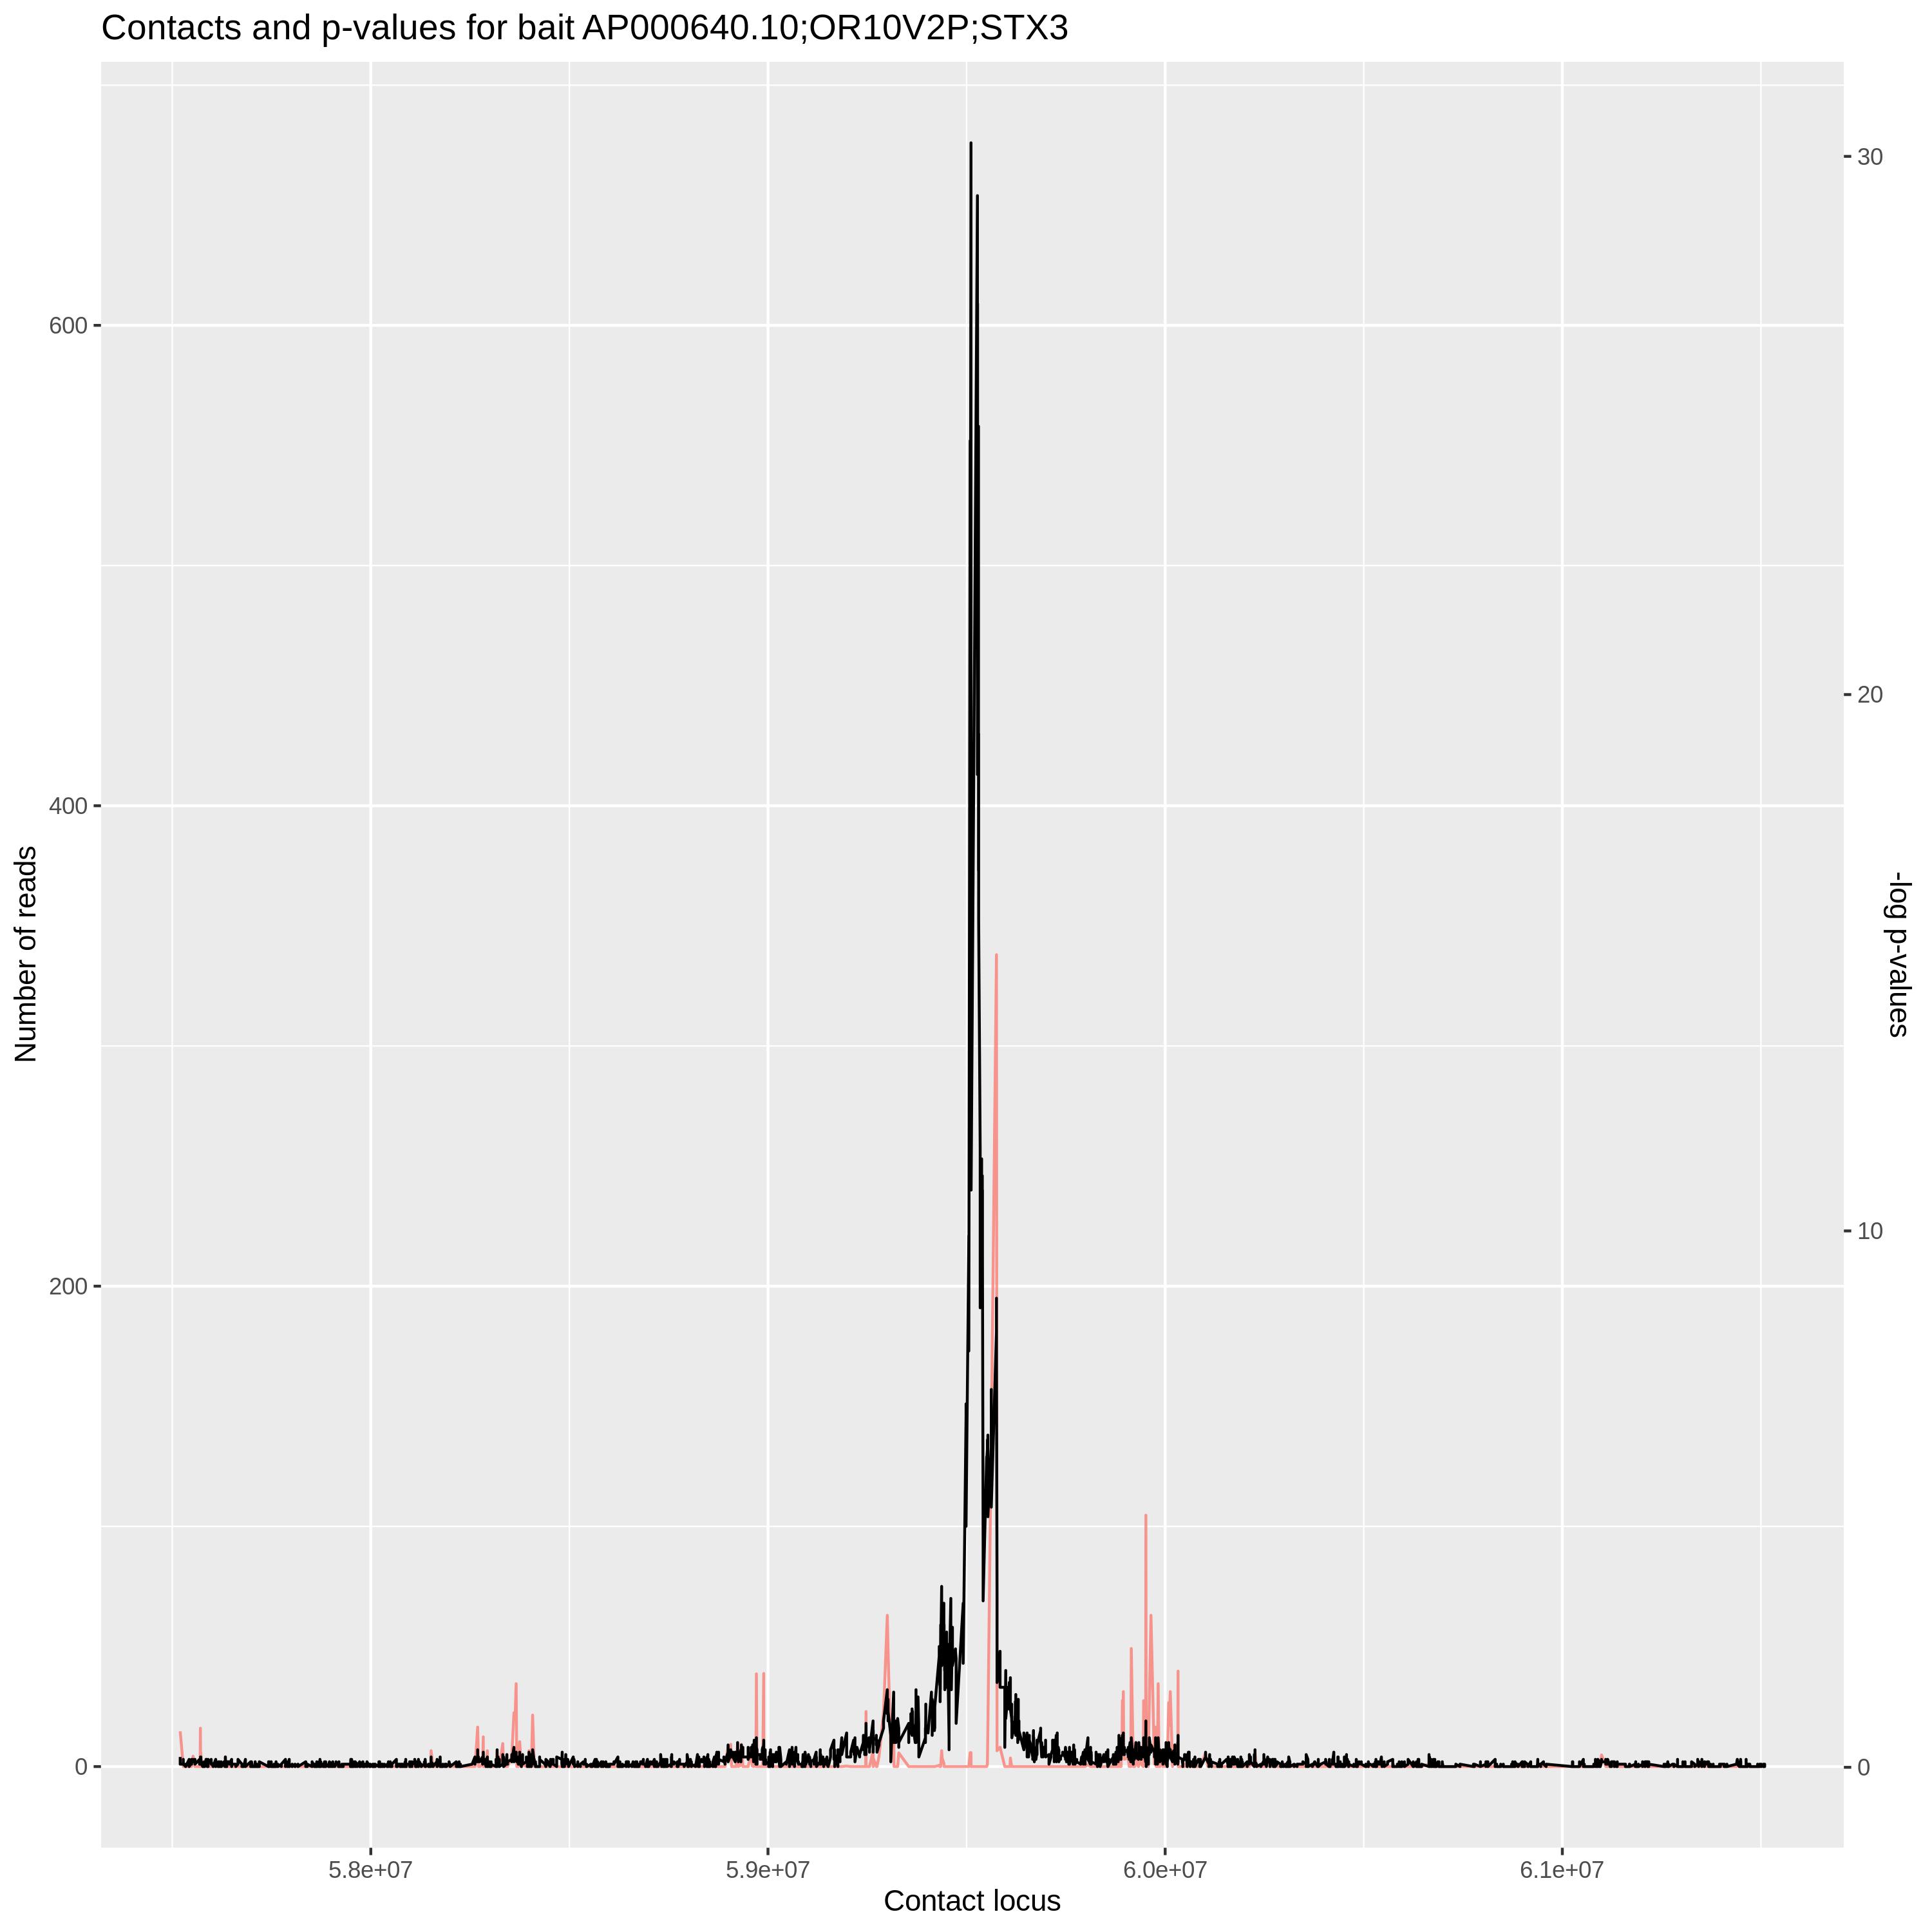 Contacts and p-values for bait AP000640.10;OR10V2P;STX3
600
400
200
0
Number of reads
30
20
10
0
-log p-values
5.8e+07 5.9e+07 6.0e+07 6.1e+07
Contact locus